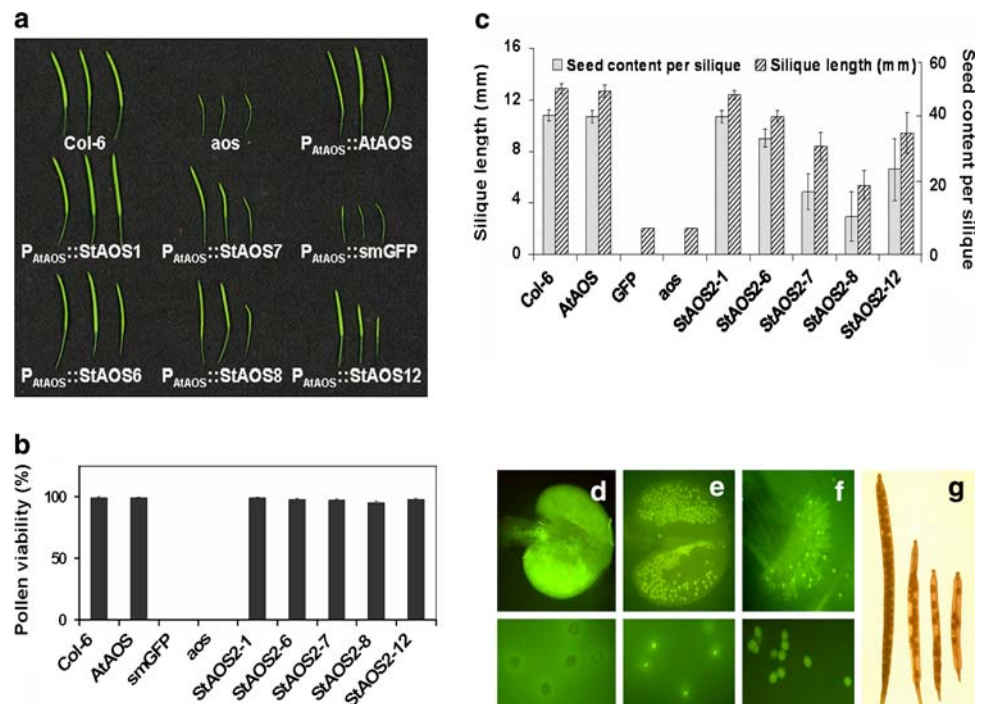 a
Col-6 aos PAtAOS::AtAOS
PAtAOS::StAOS1 PAtAOS::StAOS7 PAtAOS::smGFP
PAtAOS::StAOS6 PAtAOS::StAOS8 PAtAOS::StAOS12
b
Pollen viability (%)
100
50
0
Col-6 AtAOS smGFP aos StAOS2-1 StAOS2-6 StAOS2-7 StAOS2-8 StAOS2-12
c
Seed content per silique Silique length (mm)
Silique length (mm)
16
12
8
4
0
Seed content per silique
60
40
20
0
Col-6 AtAOS GFP aos StAOS2-1 StAOS2-6 StAOS2-7 StAOS2-8 StAOS2-12
d e f g